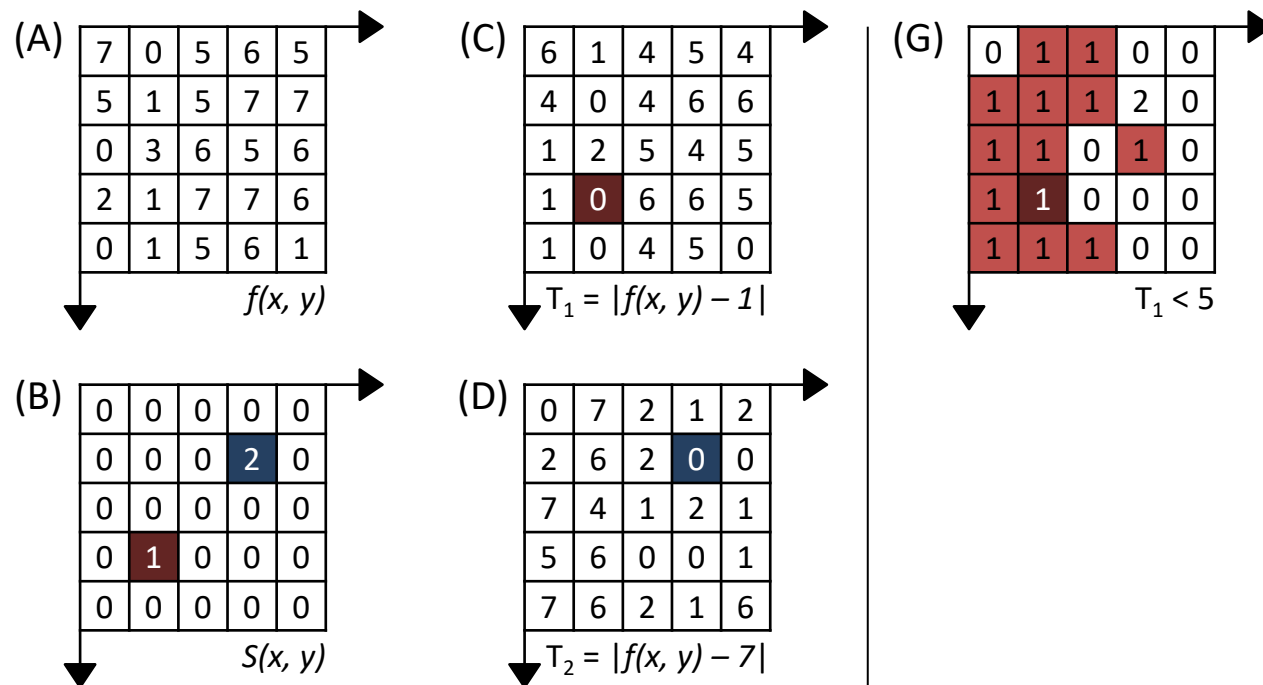 (A)
7 0 5 6 5
5 1 5 7 7
0 3 6 5 6
2 1 7 7 6
0 1 5 6 1
f(x, y)
(C)
6 1 4 5 4
4 0 4 6 6
1 2 5 4 5
1 0 6 6 5
1 0 4 5 0
T₁ = |f(x, y) – 1|
(G)
0 1 1 0 0
1 1 1 2 0
1 1 0 1 0
1 1 0 0 0
1 1 1 0 0
T₁ < 5
(B)
0 0 0 0 0
0 0 0 2 0
0 0 0 0 0
0 1 0 0 0
0 0 0 0 0
S(x, y)
(D)
0 7 2 1 2
2 6 2 0 0
7 4 1 2 1
5 6 0 0 1
7 6 2 1 6
T₂ = |f(x, y) – 7|